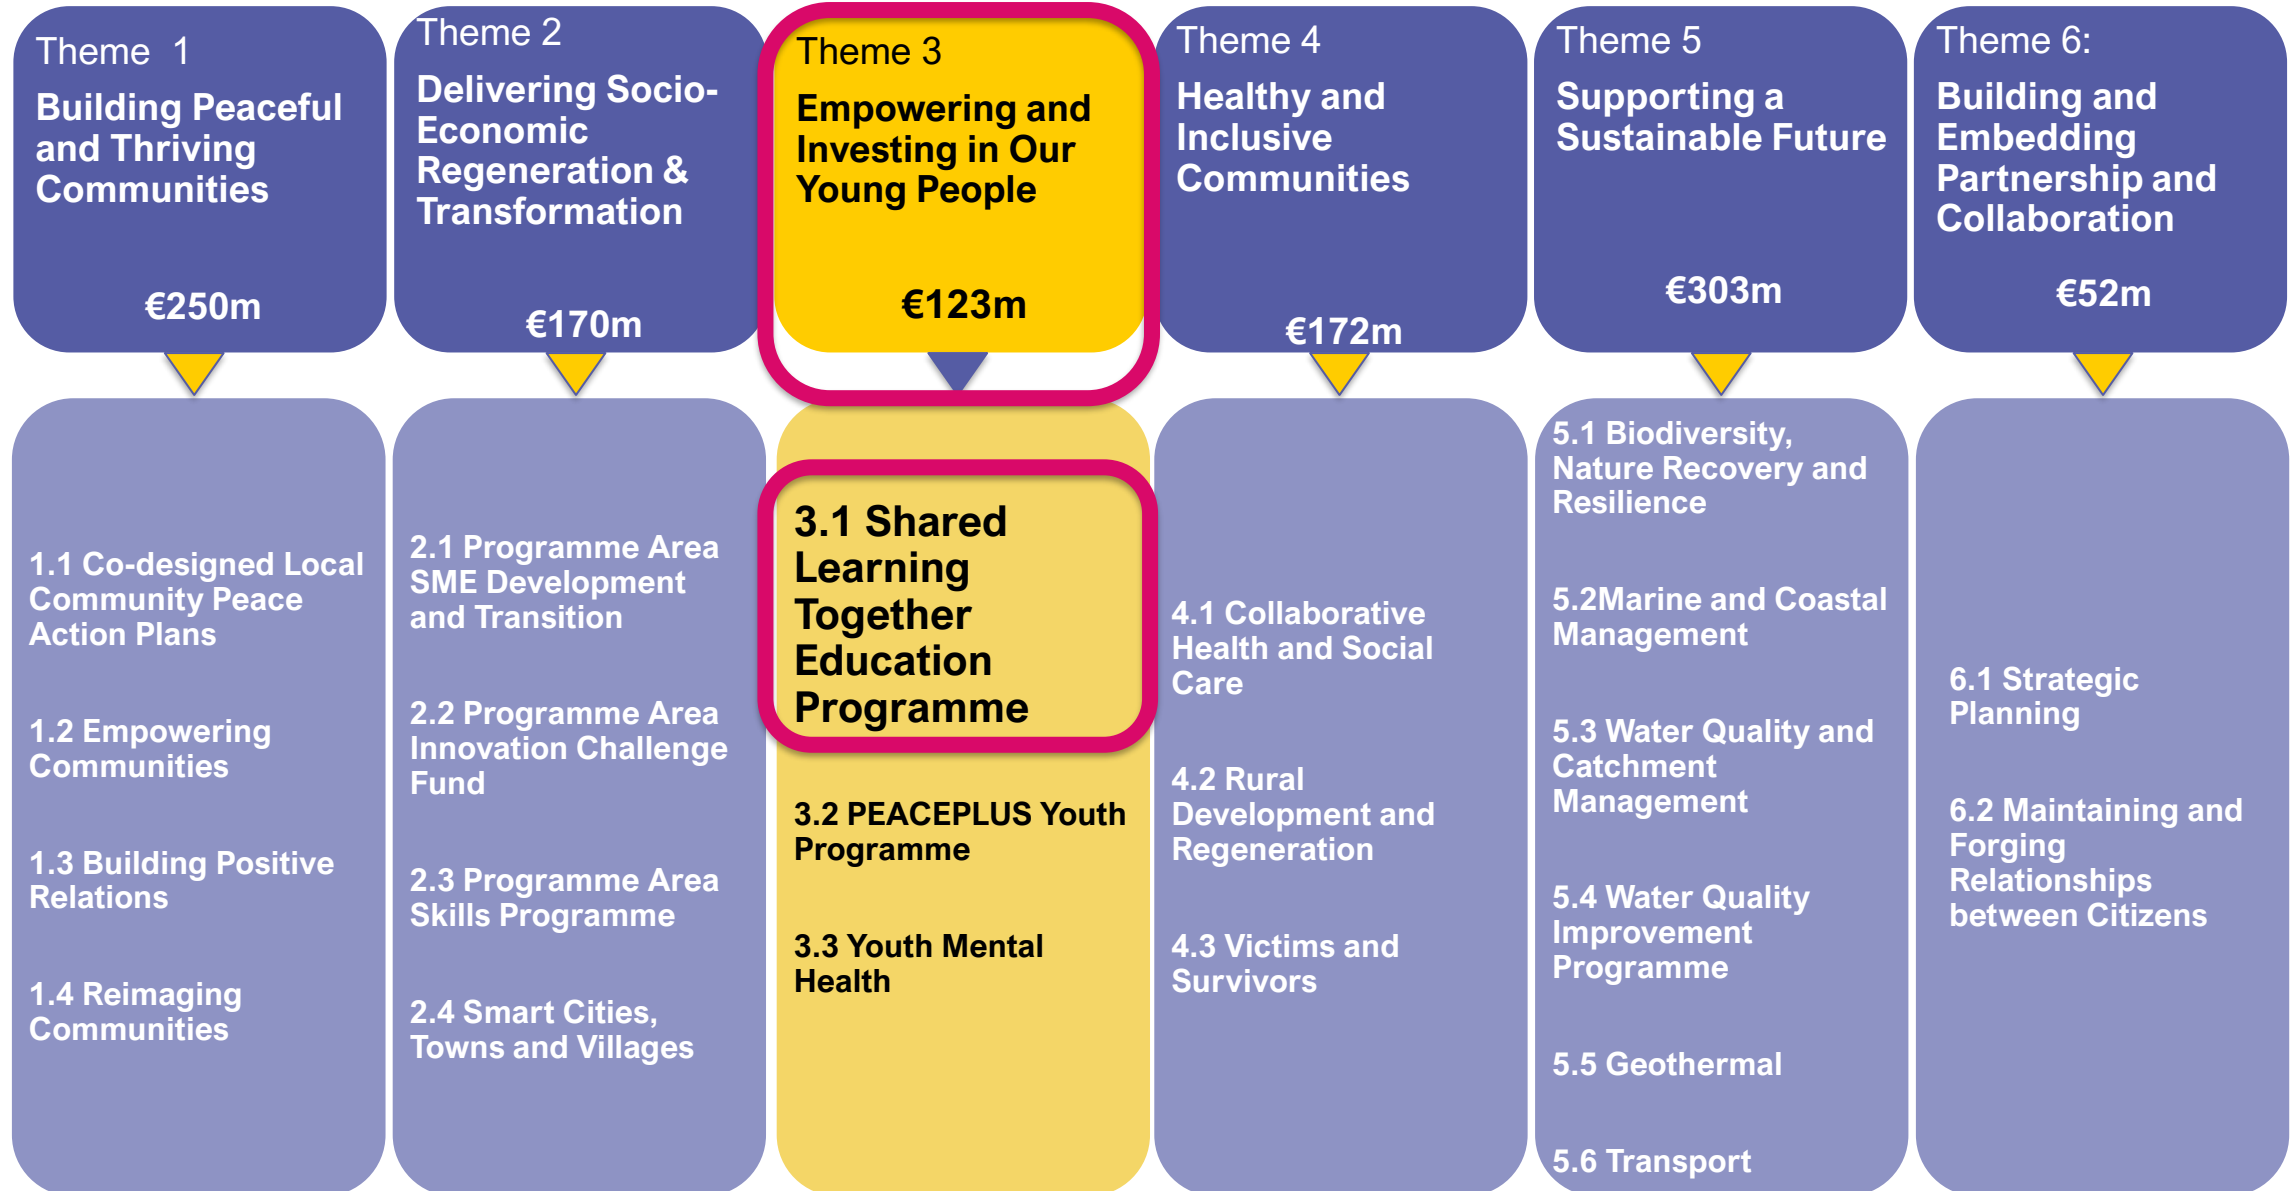 Theme 1
Building Peaceful
and Thriving
Communities
€250m
Theme 2
Delivering Socio-
Economic
Regeneration &
Transformation
€170m
Theme 3
Empowering and
Investing in Our
Young People
€123m
Theme 4
Healthy and
Inclusive
Communities
€172m
Theme 5
Supporting a
Sustainable Future
€303m
Theme 6:
Building and
Embedding
Partnership and
Collaboration
€52m
1.1 Co-designed Local
Community Peace
Action Plans
1.2 Empowering
Communities
1.3 Building Positive
Relations
1.4 Reimaging
Communities
2.1 Programme Area
SME Development
and Transition
2.2 Programme Area
Innovation Challenge
Fund
2.3 Programme Area
Skills Programme
2.4 Smart Cities,
Towns and Villages
3.1 Shared
Learning
Together
Education
Programme
3.2 PEACEPLUS Youth
Programme
3.3 Youth Mental
Health
4.1 Collaborative
Health and Social
Care
4.2 Rural
Development and
Regeneration
4.3 Victims and
Survivors
5.1 Biodiversity,
Nature Recovery and
Resilience
5.2Marine and Coastal
Management
5.3 Water Quality and
Catchment
Management
5.4 Water Quality
Improvement
Programme
5.5 Geothermal
5.6 Transport
6.1 Strategic
Planning
6.2 Maintaining and
Forging
Relationships
between Citizens